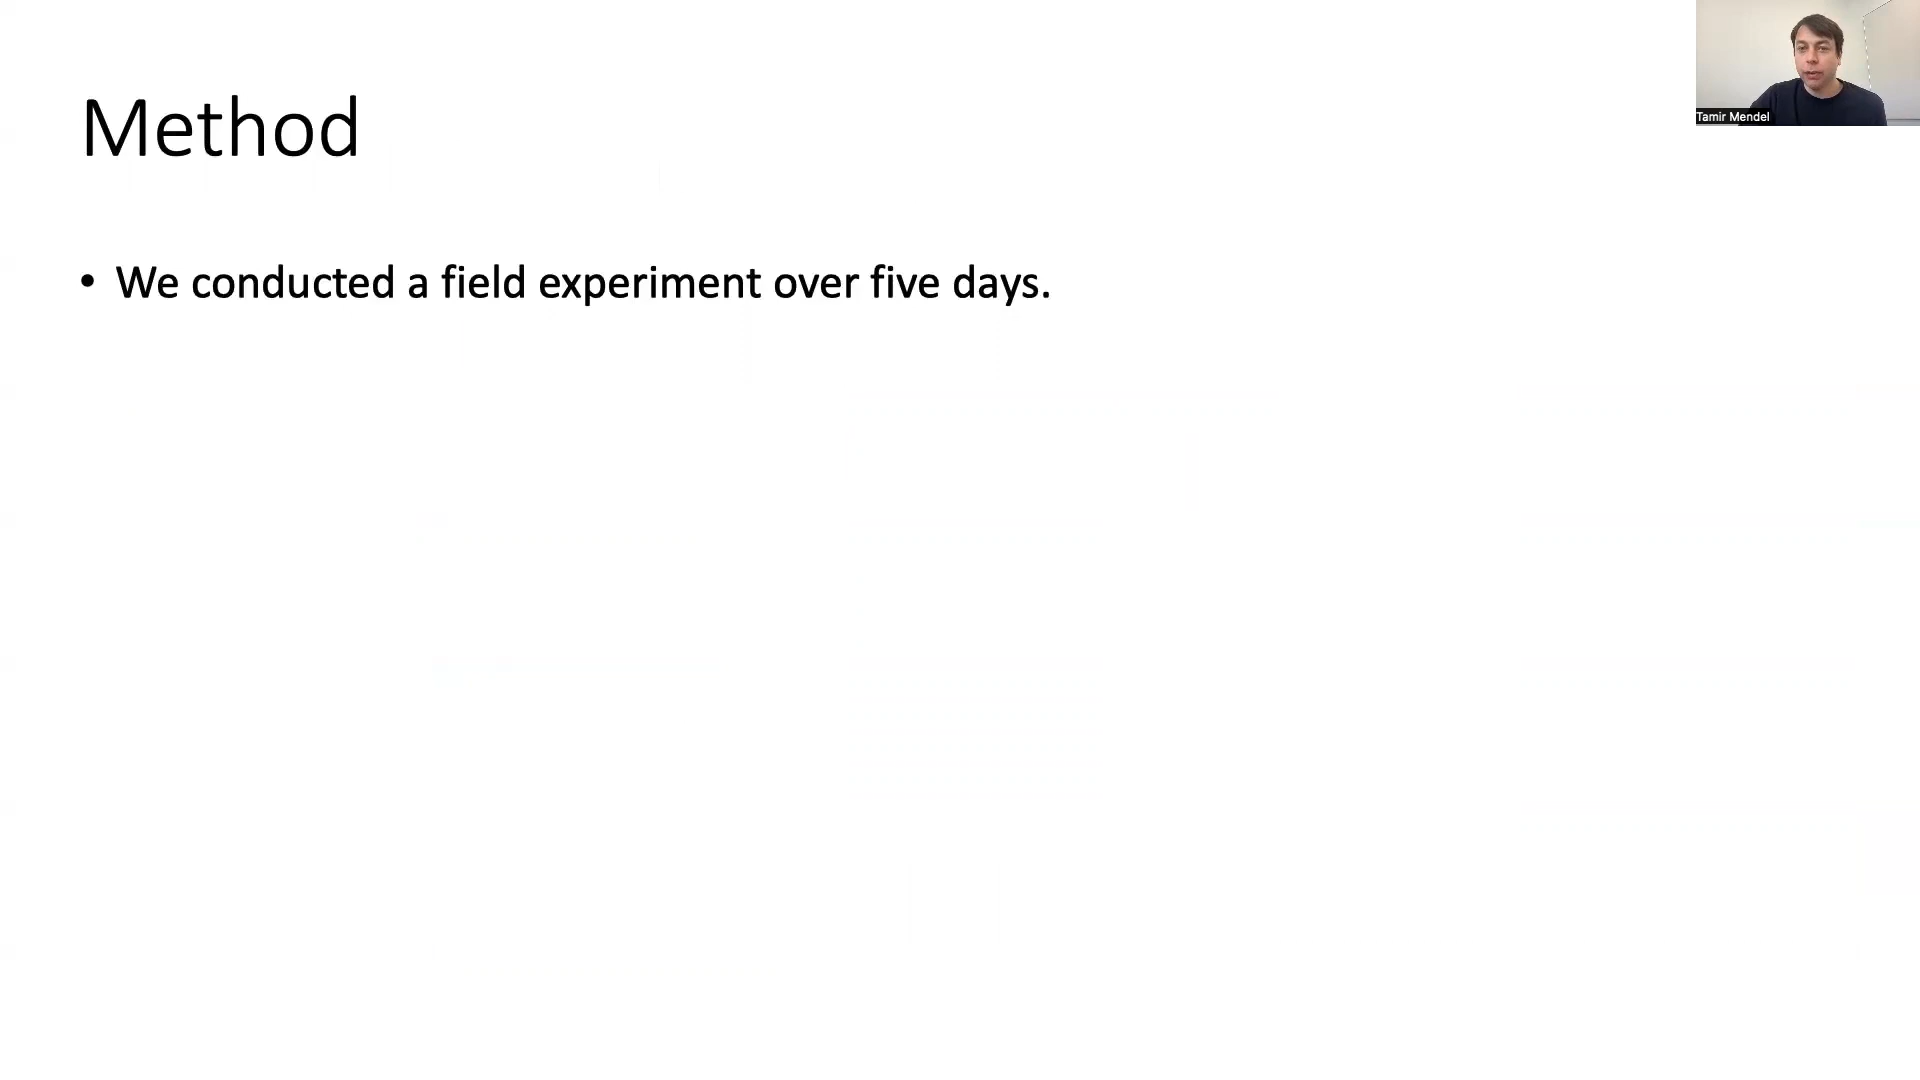 Method
• We conducted a field experiment over five days.
Tamir Mendel